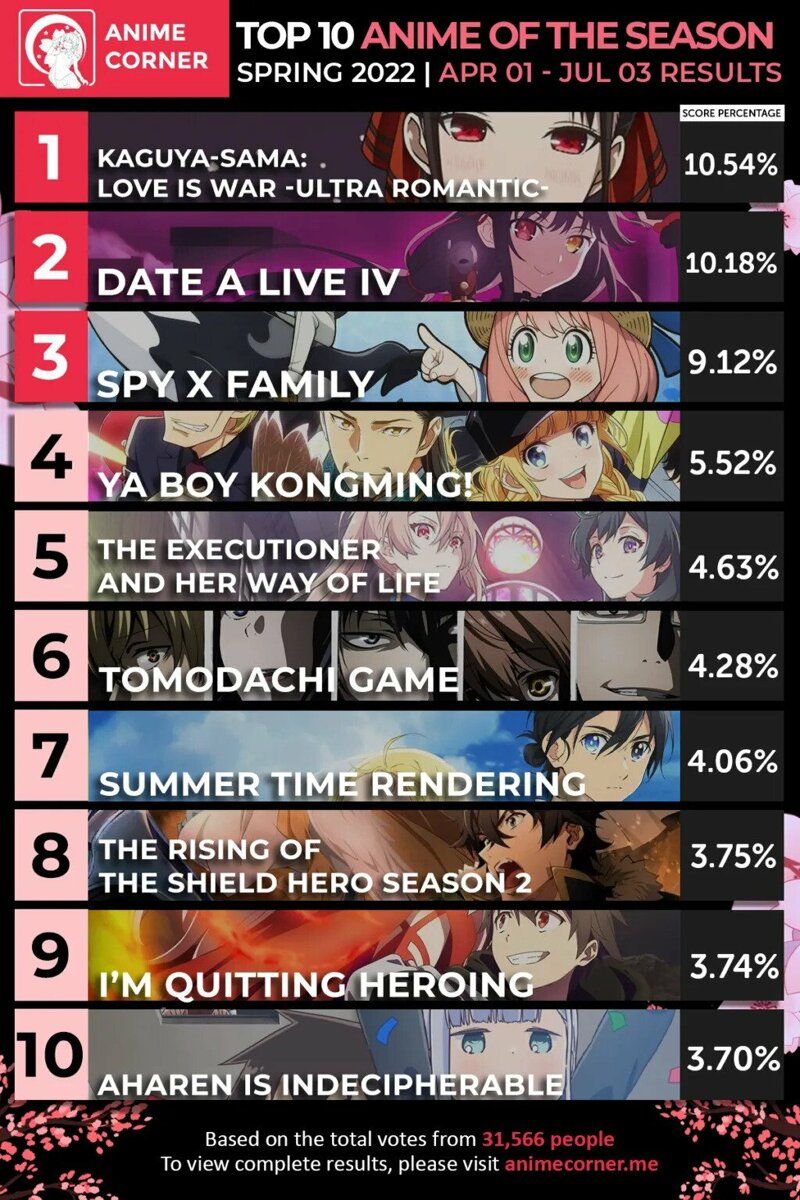 ANIME
CORNER
TOP 10 ANIME OF THE SEASON
SPRING 2022 | APR 01 - JUL 03 RESULTS
SCORE PERCENTAGE
1
KAGUYA-SAMA:
LOVE IS WAR -ULTRA ROMANTIC-
10.54%
2
DATE A LIVE IV
10.18%
3
SPY X FAMILY
9.12%
4
YA BOY KONGMING!
5.52%
5
THE EXECUTIONER
AND HER WAY OF LIFE
4.63%
6
TOMODACHI GAME
4.28%
7
SUMMER TIME RENDERING
4.06%
8
THE RISING OF
THE SHIELD HERO SEASON 2
3.75%
9
I'M QUITTING HEROING
3.74%
10
AHAREN IS INDECIPHERABLE
3.70%
Based on the total votes from 31,566 people
To view complete results, please visit animecorner.me